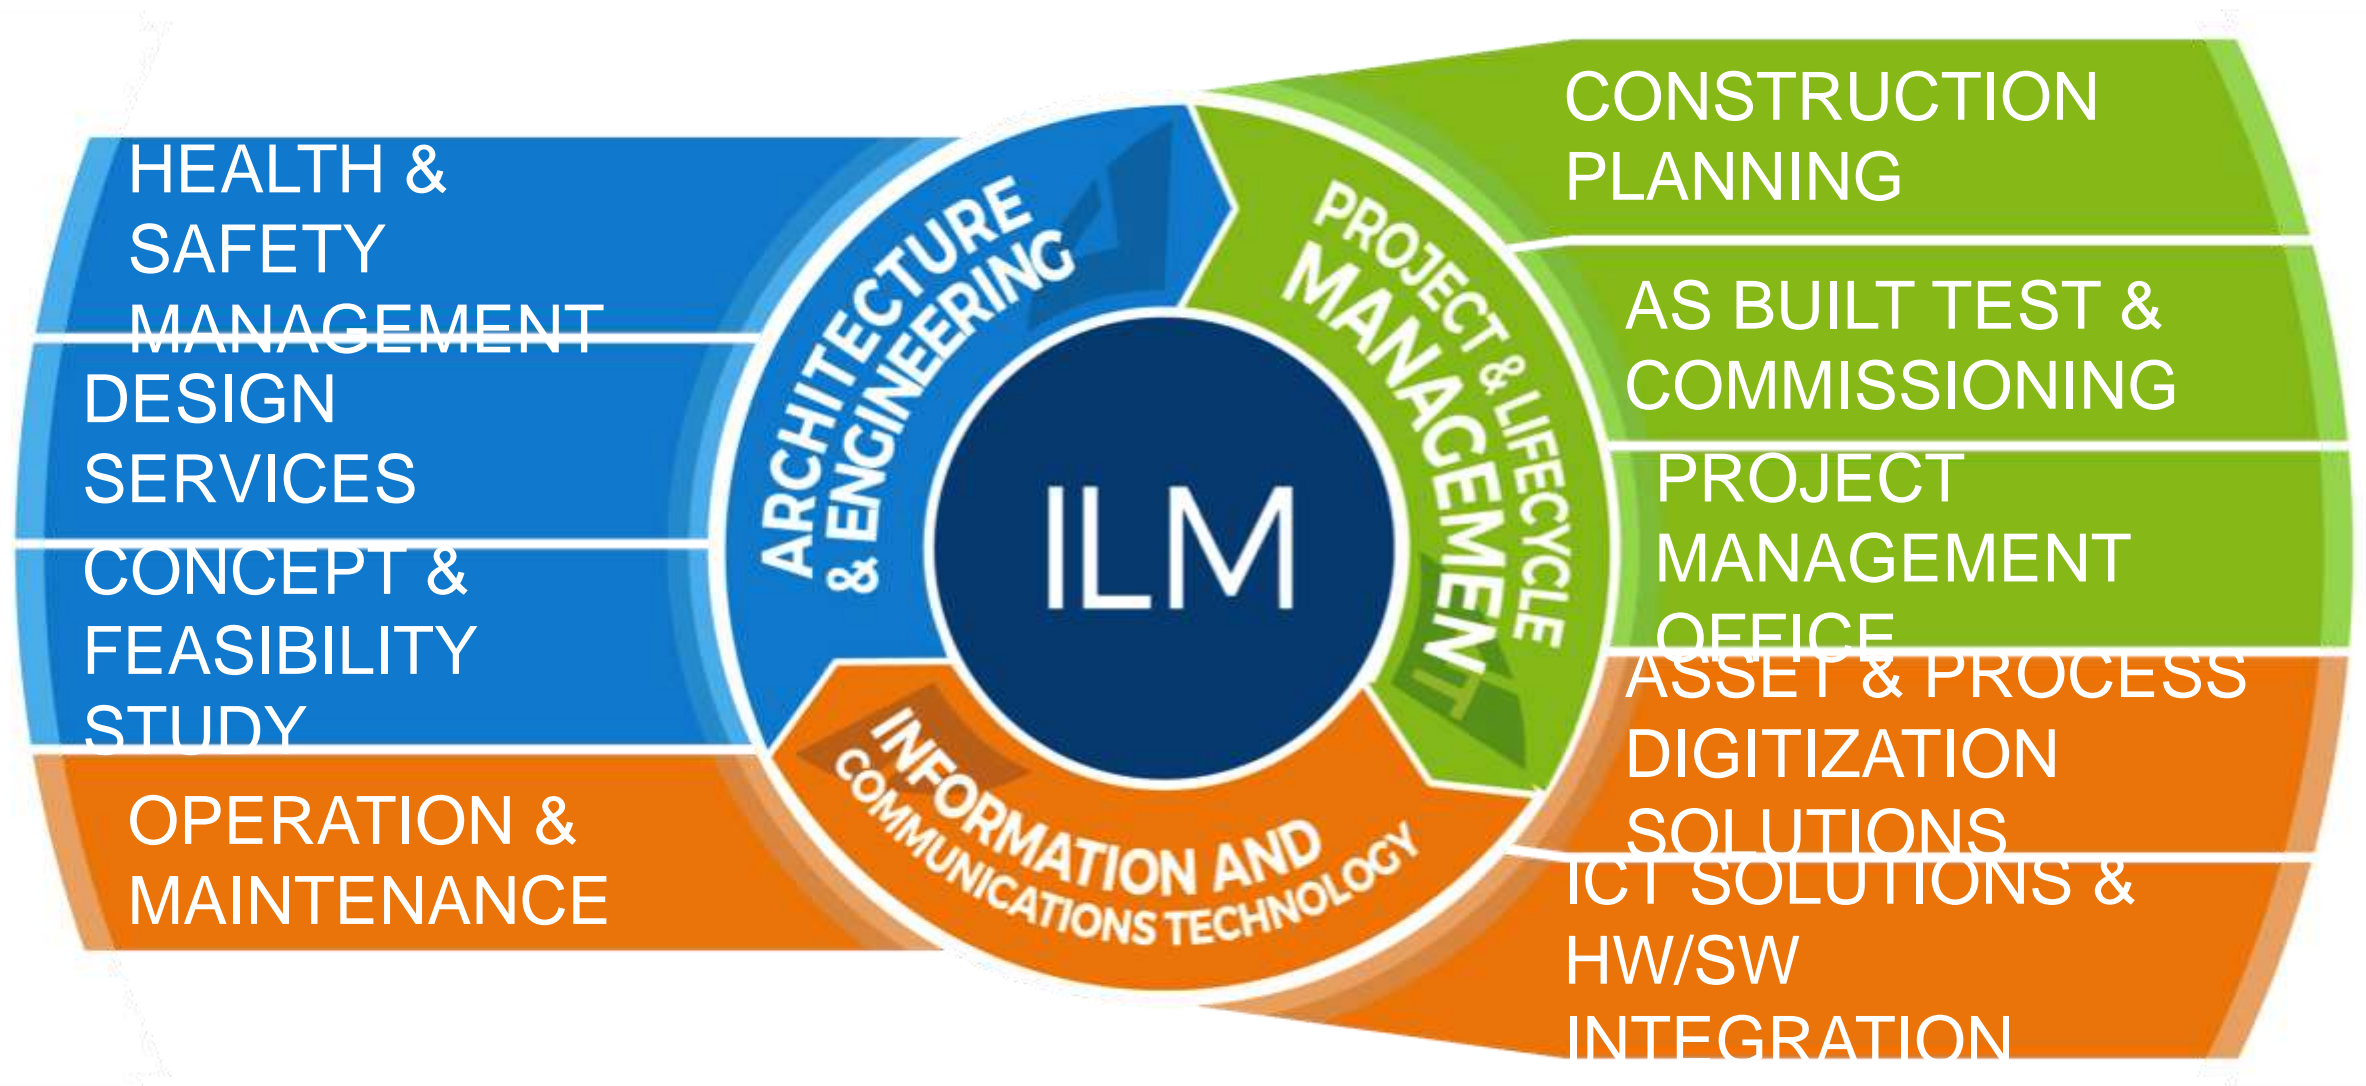 HEALTH &
SAFETY
MANAGEMENT
DESIGN
SERVICES
CONCEPT &
FEASIBILITY
STUDY
OPERATION &
MAINTENANCE
ARCHITECTURE
& ENGINEERING
PROJECT & LIFECYCLE
MANAGEMENT
INFORMATION AND
COMMUNICATIONS TECHNOLOGY
ILM
CONSTRUCTION
PLANNING
AS BUILT TEST &
COMMISSIONING
PROJECT
MANAGEMENT
OFFICE
ASSET & PROCESS
DIGITIZATION
SOLUTIONS
ICT SOLUTIONS &
HW/SW
INTEGRATION